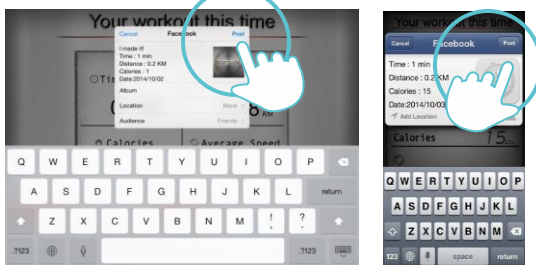 Your workout this time
Cancel Facebook Post
I made it!
Time : 1 min
Distance : 0.2 KM
Calories : 1
Date:2014/10/02
Album
Location None
Audience Friends
KM
Calories Average Speed
Q W E R T Y U I O P
A S D F G H J K L return
Z X C V B N M ! , ? .
.?123 .?123
Your workout this time
Cancel Facebook Post
Time : 1 min
Distance : 0.2 KM
Calories : 15
Date:2014/10/03
Add Location
Calories 15
Q W E R T Y U I O P
A S D F G H J K L
Z X C V B N M
123 space return